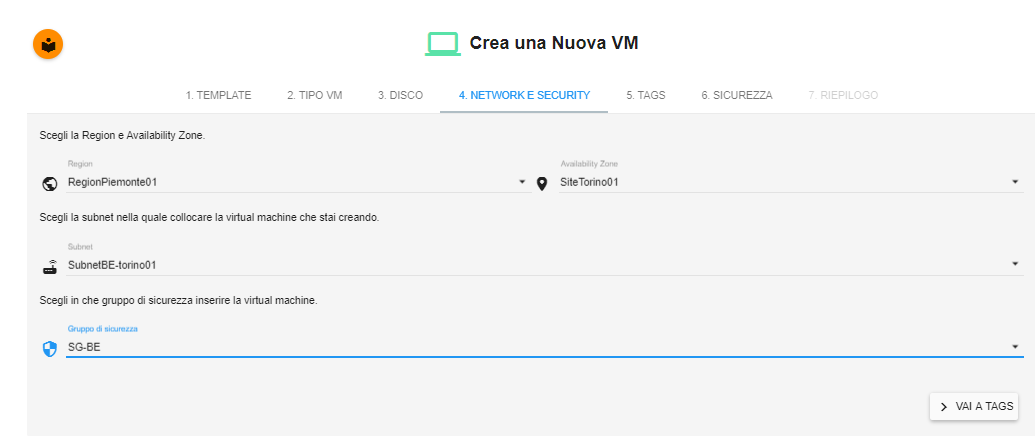 Crea una Nuova VM
1. TEMPLATE 2. TIPO VM 3. DISCO 4. NETWORK E SECURITY 5. TAGS 6. SICUREZZA 7. RIEPILOGO
Scegli la Region e Availability Zone.
Region Availability Zone
RegionPiemonte01 SiteTorino01
Scegli la subnet nella quale collocare la virtual machine che stai creando.
Subnet
SubnetBE-torino01
Scegli in che gruppo di sicurezza inserire la virtual machine.
Gruppo di sicurezza
SG-BE
VAI A TAGS